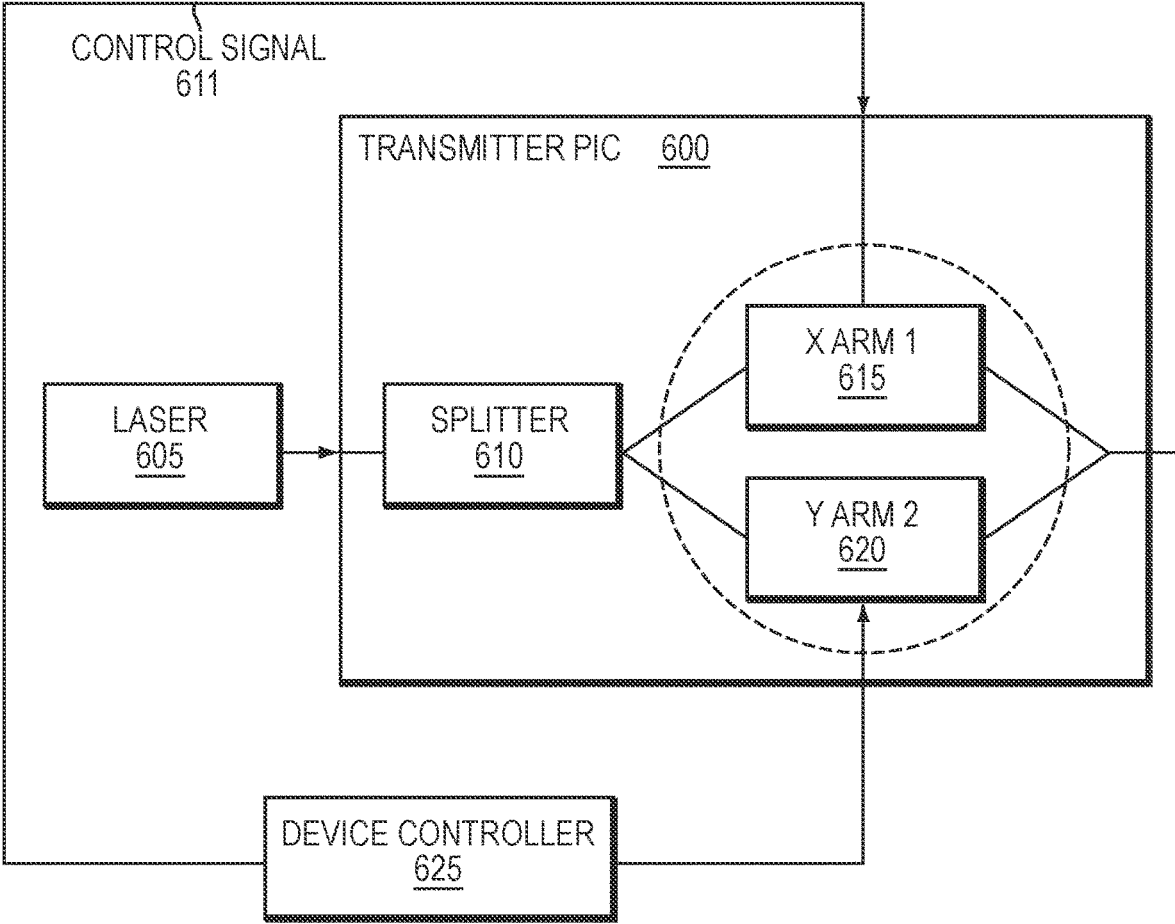 CONTROL SIGNAL
611
TRANSMITTER PIC 600
X ARM 1
615
LASER
605
SPLITTER
610
Y ARM 2
620
DEVICE CONTROLLER
625